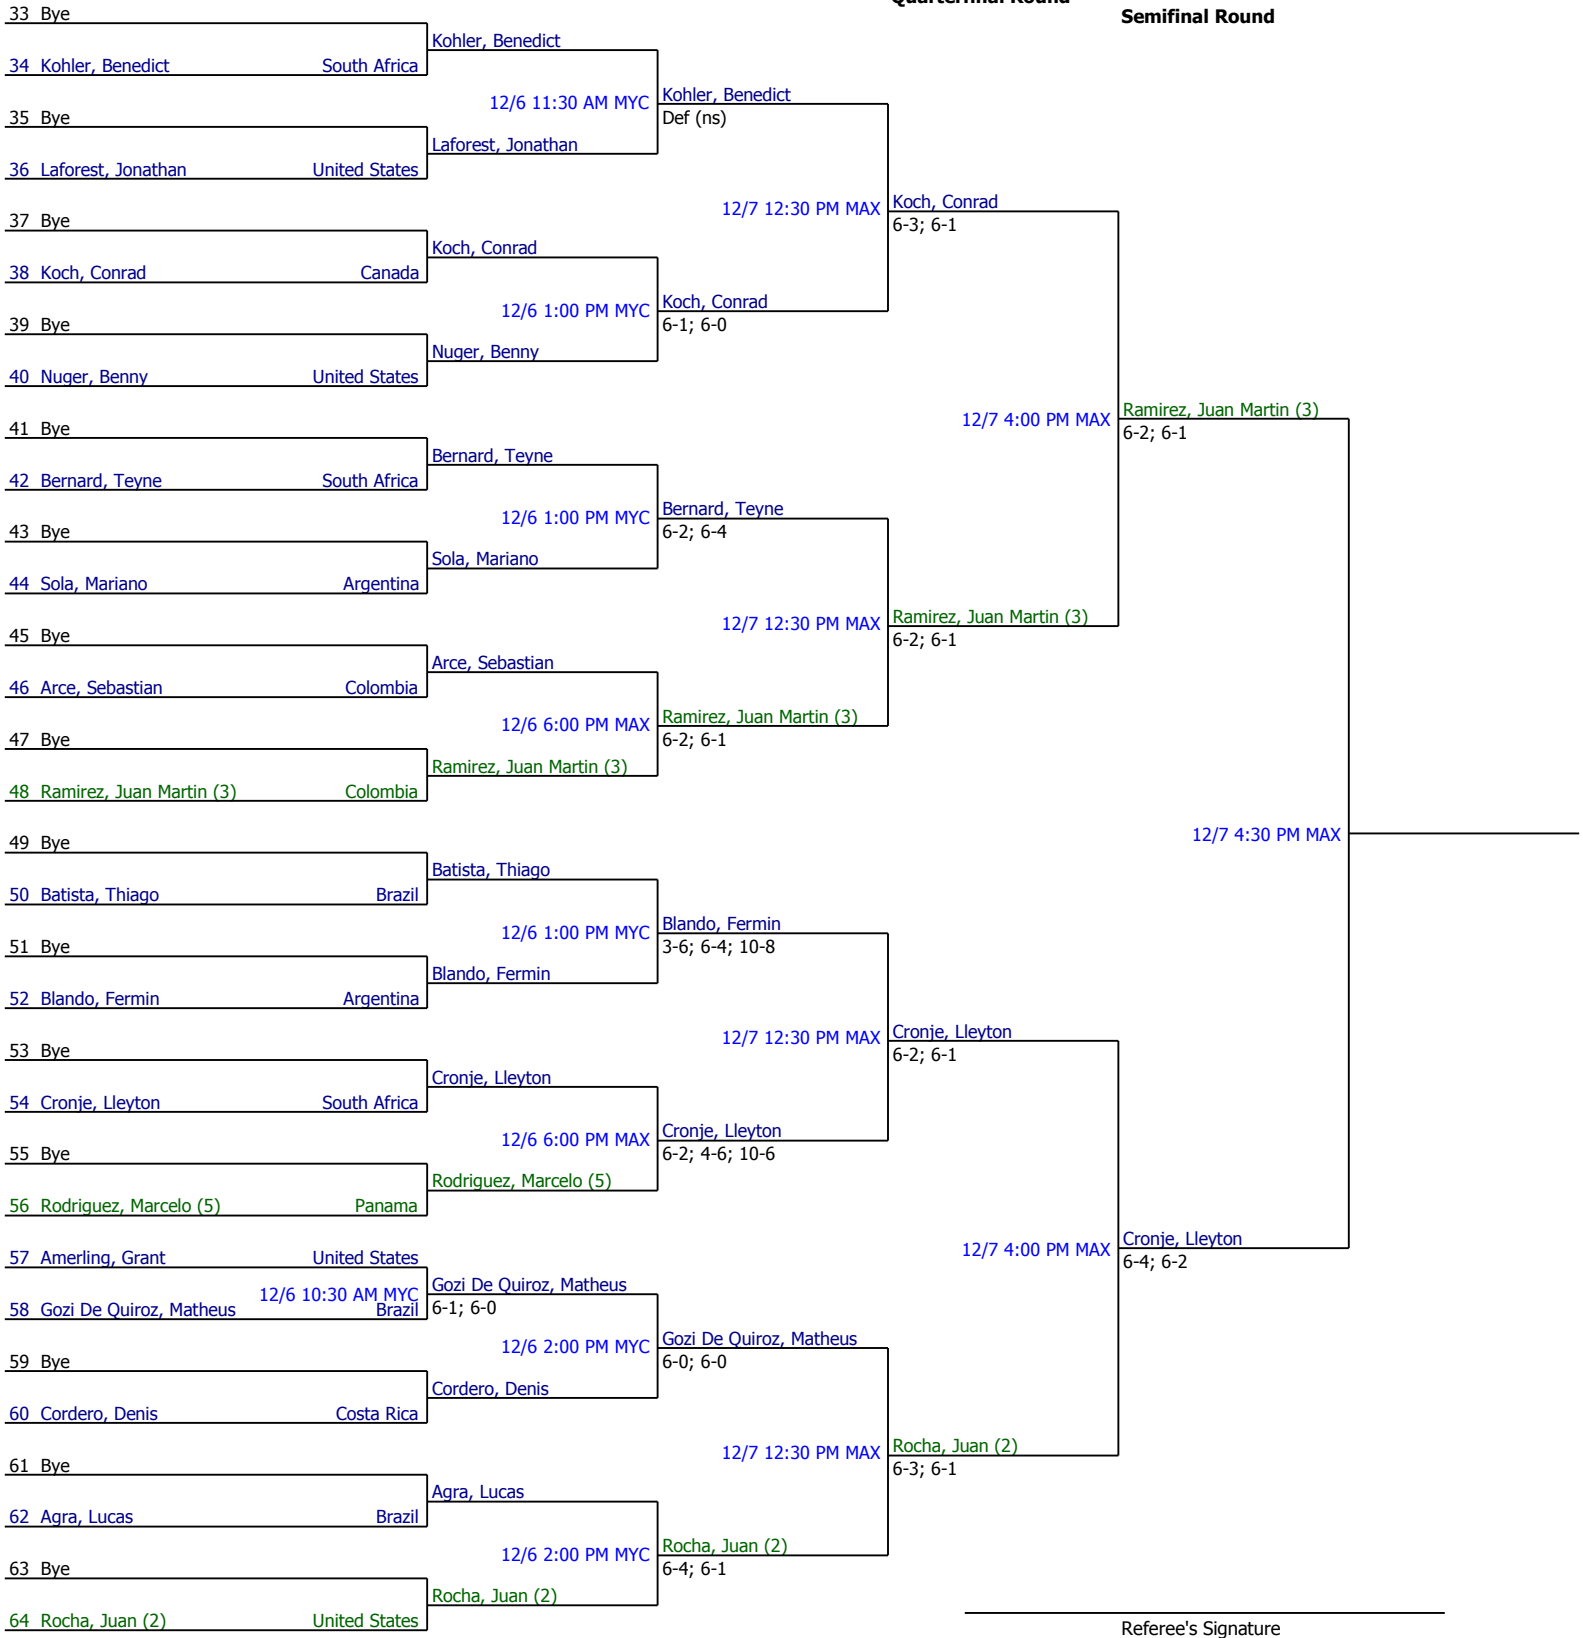 Quarterfinal Round
Semifinal Round
33 Bye
Kohler, Benedict
34 Kohler, Benedict South Africa
12/6 11:30 AM MYC Kohler, Benedict
Def (ns)
35 Bye
Laforest, Jonathan
36 Laforest, Jonathan United States
12/7 12:30 PM MAX Koch, Conrad
6-3; 6-1
37 Bye
Koch, Conrad
38 Koch, Conrad Canada
12/6 1:00 PM MYC Koch, Conrad
6-1; 6-0
39 Bye
Nuger, Benny
40 Nuger, Benny United States
12/7 4:00 PM MAX Ramirez, Juan Martin (3)
6-2; 6-1
41 Bye
Bernard, Teyne
42 Bernard, Teyne South Africa
12/6 1:00 PM MYC Bernard, Teyne
6-2; 6-4
43 Bye
Sola, Mariano
44 Sola, Mariano Argentina
12/7 12:30 PM MAX Ramirez, Juan Martin (3)
6-2; 6-1
45 Bye
Arce, Sebastian
46 Arce, Sebastian Colombia
12/6 6:00 PM MAX Ramirez, Juan Martin (3)
6-2; 6-1
47 Bye
Ramirez, Juan Martin (3)
48 Ramirez, Juan Martin (3) Colombia
12/7 4:30 PM MAX
49 Bye
Batista, Thiago
50 Batista, Thiago Brazil
12/6 1:00 PM MYC Blando, Fermin
3-6; 6-4; 10-8
51 Bye
Blando, Fermin
52 Blando, Fermin Argentina
12/7 12:30 PM MAX Cronje, Lleyton
6-2; 6-1
53 Bye
Cronje, Lleyton
54 Cronje, Lleyton South Africa
12/6 6:00 PM MAX Cronje, Lleyton
6-2; 4-6; 10-6
55 Bye
Rodriguez, Marcelo (5)
56 Rodriguez, Marcelo (5) Panama
12/7 4:00 PM MAX Cronje, Lleyton
6-4; 6-2
57 Amerling, Grant United States
12/6 10:30 AM MYC Gozi De Quiroz, Matheus
58 Gozi De Quiroz, Matheus Brazil 6-1; 6-0
12/6 2:00 PM MYC Gozi De Quiroz, Matheus
6-0; 6-0
59 Bye
Cordero, Denis
60 Cordero, Denis Costa Rica
12/7 12:30 PM MAX Rocha, Juan (2)
6-3; 6-1
61 Bye
Agra, Lucas
62 Agra, Lucas Brazil
12/6 2:00 PM MYC Rocha, Juan (2)
6-4; 6-1
63 Bye
Rocha, Juan (2)
64 Rocha, Juan (2) United States
Referee's Signature